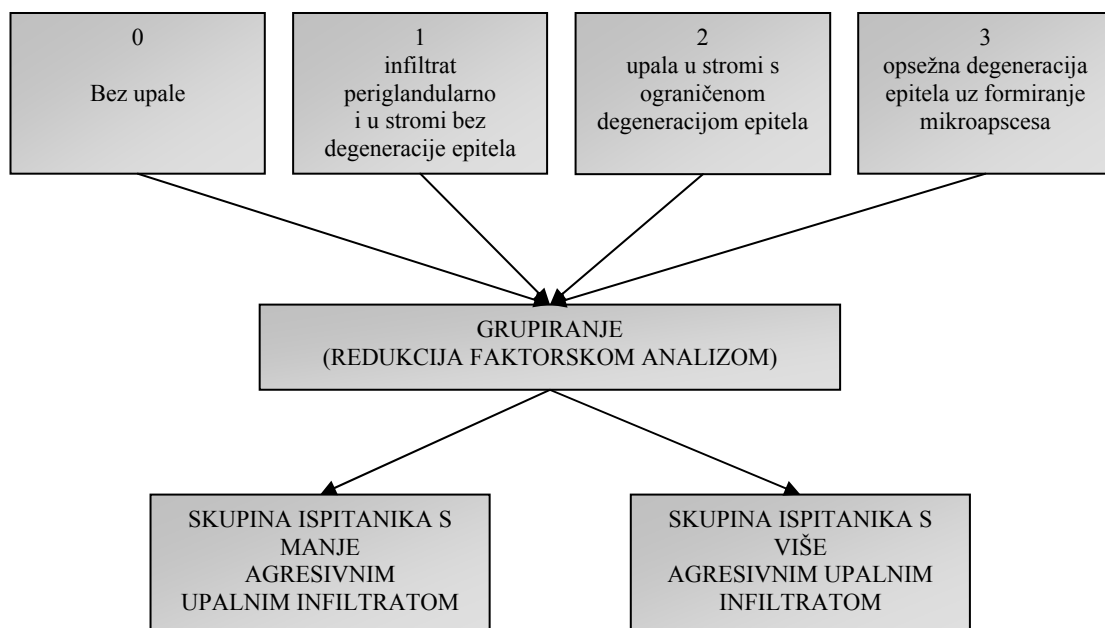 0
Bez upale
1
infiltrat
periglandularno
i u stromi bez
degeneracije epitela
2
upala u stromi s
ograničenom
degeneracijom epitela
3
opsežna degeneracija
epitela uz formiranje
mikroapscesa
GRUPIRANJE
(REDUKCIJA FAKTORSKOM ANALIZOM)
SKUPINA ISPITANIKA S
MANJE
AGRESIVNIM
UPALNIM INFILTRATOM
SKUPINA ISPITANIKA S
VIŠE
AGRESIVNIM UPALNIM
INFILTRATOM